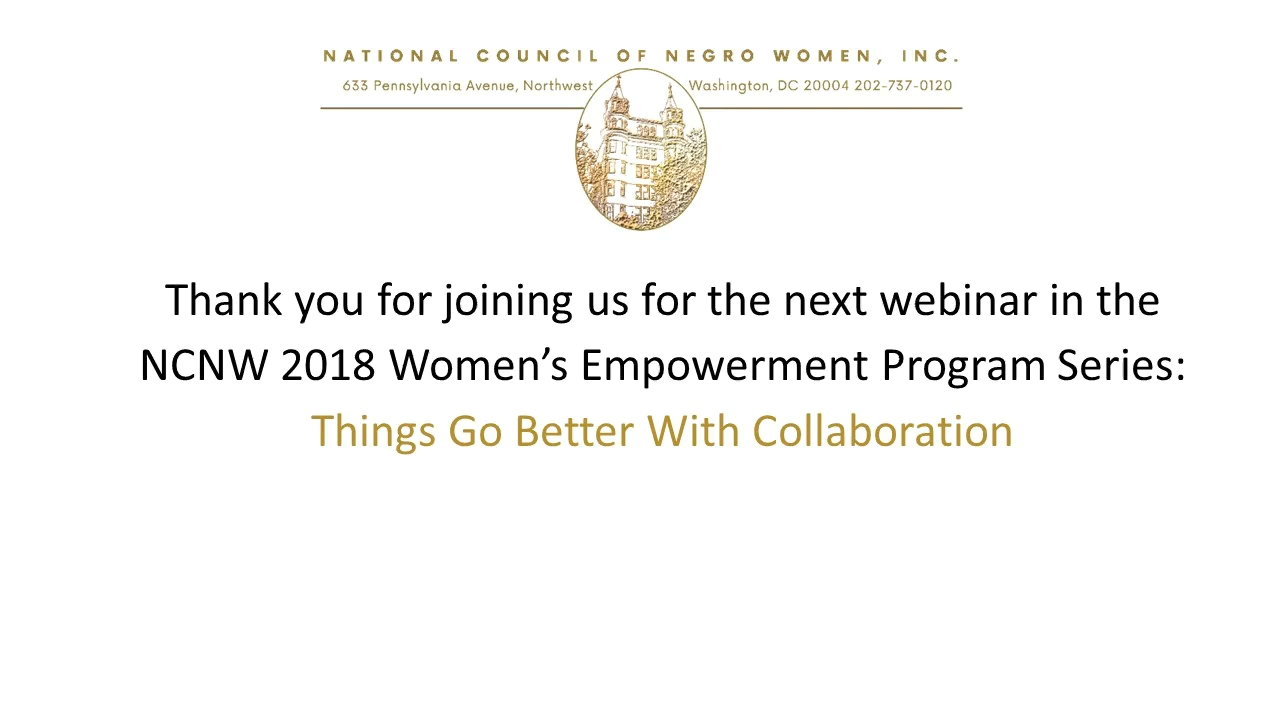 NATIONAL COUNCIL OF NEGRO WOMEN, INC.
633 Pennsylvania Avenue, Northwest Washington, DC 20004 202-737-0120
Thank you for joining us for the next webinar in the
NCNW 2018 Women’s Empowerment Program Series:
Things Go Better With Collaboration